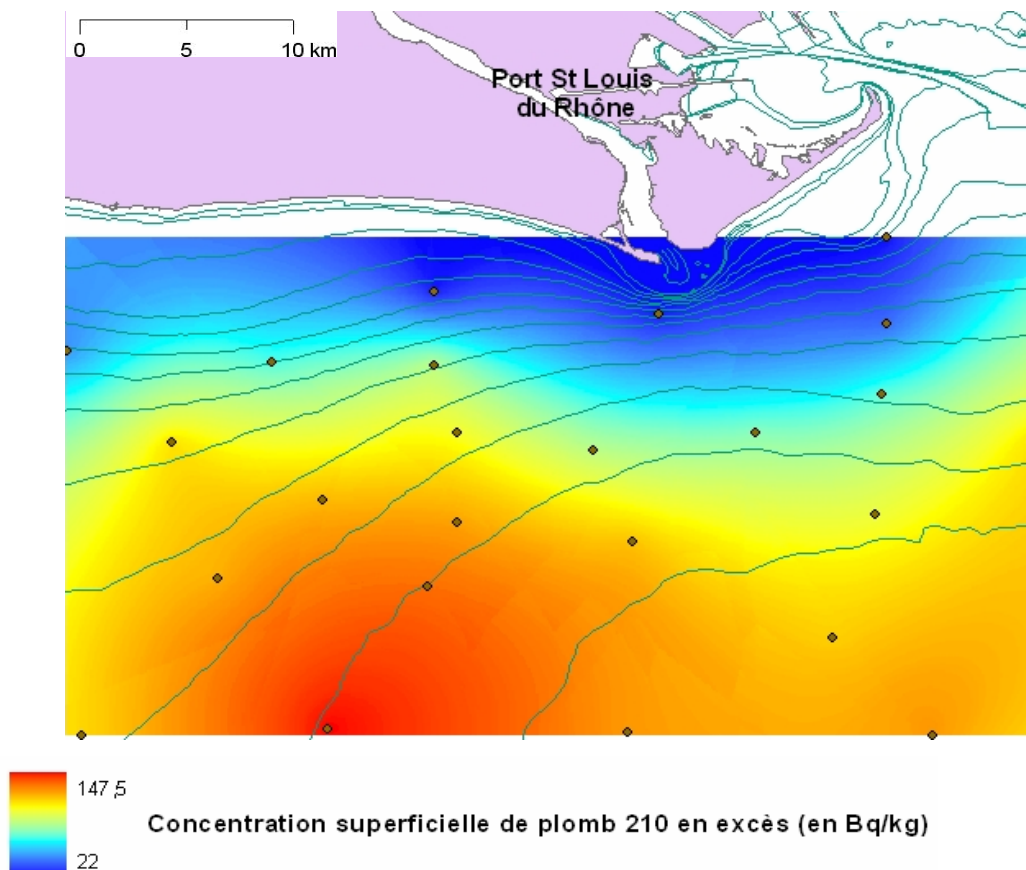 0 5 10 km
Port St Louis
du Rhône
147,5
Concentration superficielle de plomb 210 en excès (en Bq/kg)
22